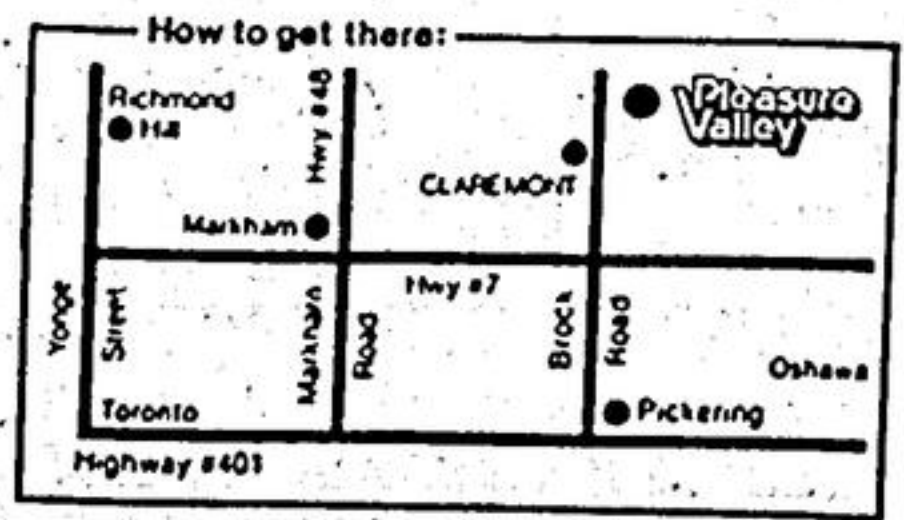 How to get there:
Richmond
Hill
Hwy #48
Pleasure
Valley
CLAREMONT
Markham
Hwy #7
Yonge
Street
Markham
Road
Brock
Road
Oshawa
Toronto
Pickering
Highway #401